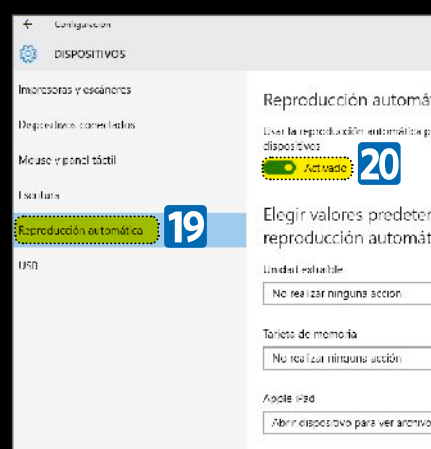 Configuración
DISPOSITIVOS
Impresoras y escáneres
Dispositivos conectados
Mouse y panel táctil
Escritura
Reproducción automática
19
USB
Reproducción automát
Usar la reproducción automática p
dispositivos
Activado
20
Elegir valores predeter
reproducción automát
Unidad extraíble
No realizar ninguna acción
Tarjeta de memoria
No realizar ninguna acción
Apple iPad
Abrir dispositivo para ver archivo